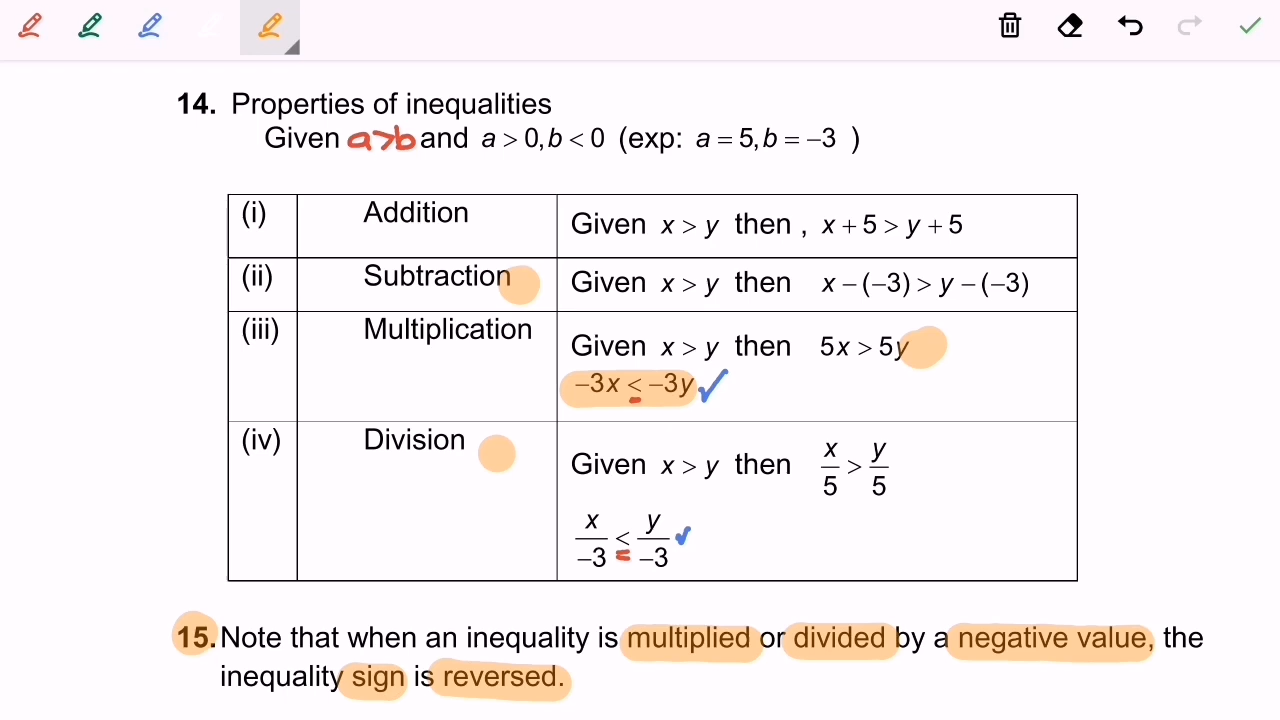 14. Properties of inequalities
Given a>b and a > 0, b < 0 (exp: a = 5, b = −3 )
(i) Addition Given x > y then , x + 5 > y + 5
(ii) Subtraction Given x > y then x − (−3) > y − (−3)
(iii) Multiplication Given x > y then 5x > 5y
−3x < −3y ✓
(iv) Division Given x > y then x/5 > y/5
x/−3 < y/−3 ✓
15. Note that when an inequality is multiplied or divided by a negative value, the
inequality sign is reversed.